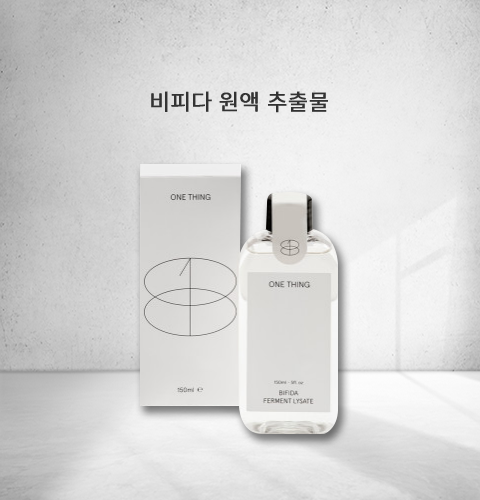 비피다 원액 추출물
ONE THING
150ml ℮
ONE THING
150ml · 5fl oz
BIFIDA
FERMENT LYSATE